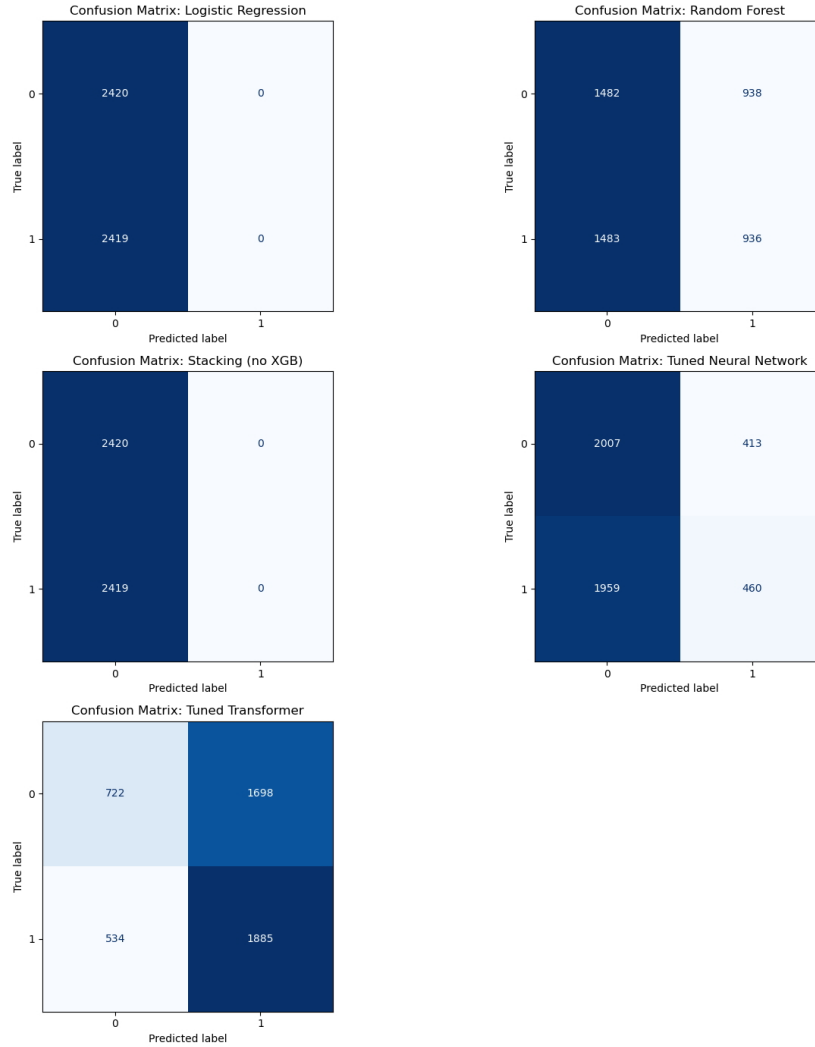 Confusion Matrix: Logistic Regression
True label
0
2420
0
1
2419
0
0
1
Predicted label
Confusion Matrix: Random Forest
True label
0
1482
938
1
1483
936
0
1
Predicted label
Confusion Matrix: Stacking (no XGB)
True label
0
2420
0
1
2419
0
0
1
Predicted label
Confusion Matrix: Tuned Neural Network
True label
0
2007
413
1
1959
460
0
1
Predicted label
Confusion Matrix: Tuned Transformer
True label
0
722
1698
1
534
1885
0
1
Predicted label